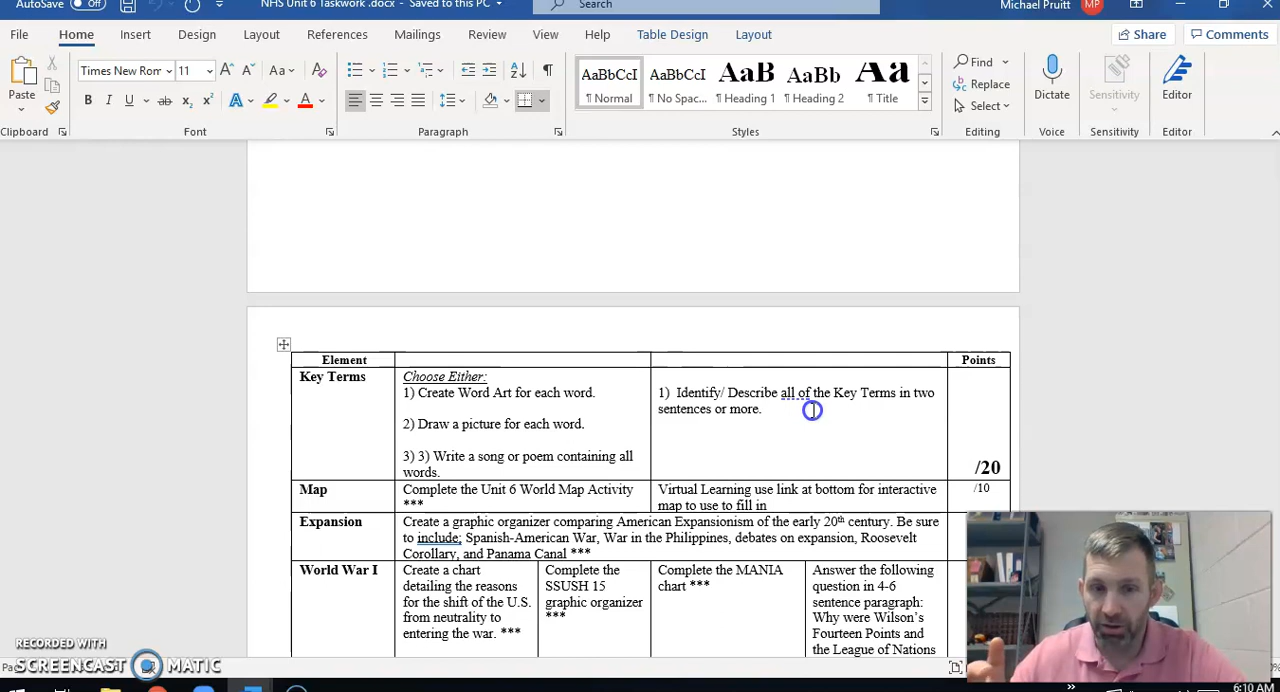 AutoSave Off NHS Unit 6 Taskwork .docx - Saved to this PC Search Michael Pruitt MP
File Home Insert Design Layout References Mailings Review View Help Table Design Layout Share Comments
Times New Rom 11 Aa AaBbCcI AaBbCcI AaB AaBb Aa Find
Paste B I U ab x₂ x² A A ¶ Normal ¶ No Spac... ¶ Heading 1 ¶ Heading 2 ¶ Title Replace Dictate Sensitivity Editor
Select
Clipboard Font Paragraph Styles Editing Voice Sensitivity Editor
Element Points
Key Terms
Choose Either:
1) Create Word Art for each word.
2) Draw a picture for each word.
3) 3) Write a song or poem containing all
words.
1) Identify/ Describe all of the Key Terms in two
sentences or more.
/20
Map
Complete the Unit 6 World Map Activity
***
Virtual Learning use link at bottom for interactive
map to use to fill in
/10
Expansion
Create a graphic organizer comparing American Expansionism of the early 20th century. Be sure
to include; Spanish-American War, War in the Philippines, debates on expansion, Roosevelt
Corollary, and Panama Canal ***
World War I
Create a chart
detailing the reasons
for the shift of the U.S.
from neutrality to
entering the war. ***
Complete the
SSUSH 15
graphic organizer
***
Complete the MANIA
chart ***
Answer the following
question in 4-6
sentence paragraph:
Why were Wilson's
Fourteen Points and
the League of Nations
RECORDED WITH
SCREENCAST MATIC
6:10 AM